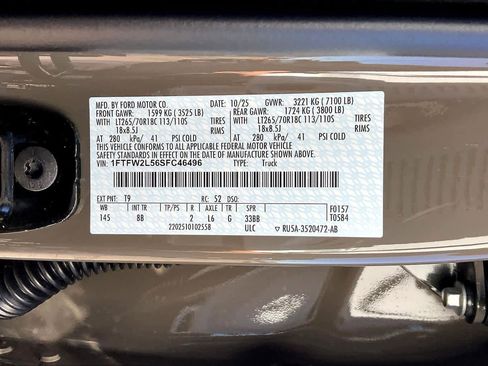 MFD. BY FORD MOTOR CO.
DATE: 10/25 GVWR: 3221 KG ( 7100 LB)
FRONT GAWR: 1599 KG ( 3525 LB) REAR GAWR: 1724 KG ( 3800 LB)
WITH LT265/70R18C 113/110S TIRES WITH LT265/70R18C 113/110S TIRES
18x8.5J RIMS 18x8.5J RIMS
AT 280 kPa/ 41 PSI COLD AT 280 kPa/ 41 PSI COLD
THIS VEHICLE CONFORMS TO ALL APPLICABLE FEDERAL MOTOR VEHICLE
SAFETY STANDARDS IN EFFECT ON THE DATE OF MANUFACTURE SHOWN ABOVE.
VIN: 1FTFW2L56SFC46496 TYPE: Truck
EXT PNT: T9 RC: 52 DSO:
WB INT TR TP/PS R AXLE TR SPR
145 8B 2 L6 G 33BB
F0157
T0584
2202510102558 ULC RU5A-3520472-AB